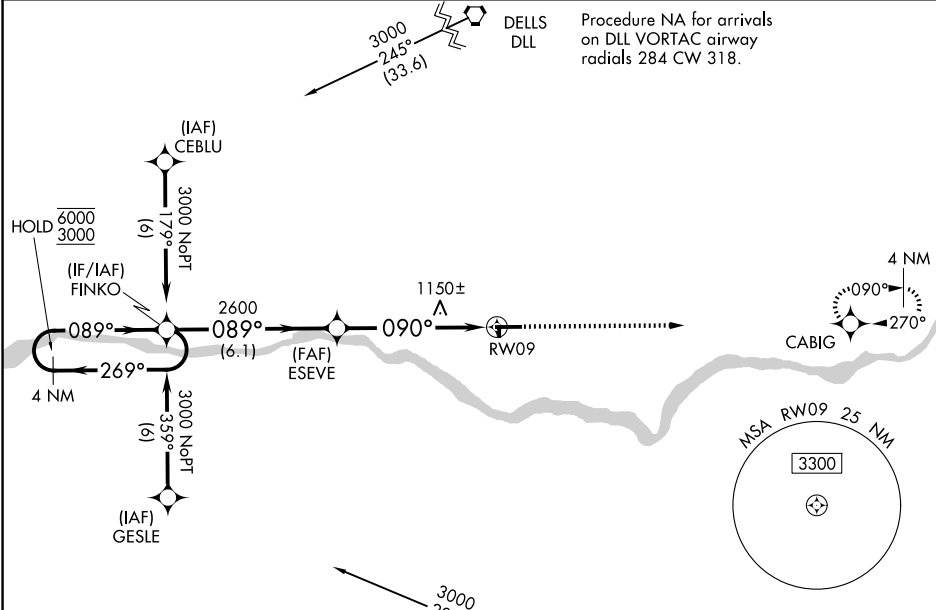 DELLS
DLL
Procedure NA for arrivals
on DLL VORTAC airway
radials 284 CW 318.
3000
245°
(33.6)
(IAF)
CEBLU
3000 NoPT
179°
(6)
HOLD 6000
3000
(IF/IAF)
FINKO
089°
2600
089°
(6.1)
(FAF)
ESEVE
090°
1150±
RW09
4 NM
090°
270°
CABIG
269°
4 NM
3000 NoPT
359°
(6)
(IAF)
GESLE
MSA RW09 25 NM
3300
3000